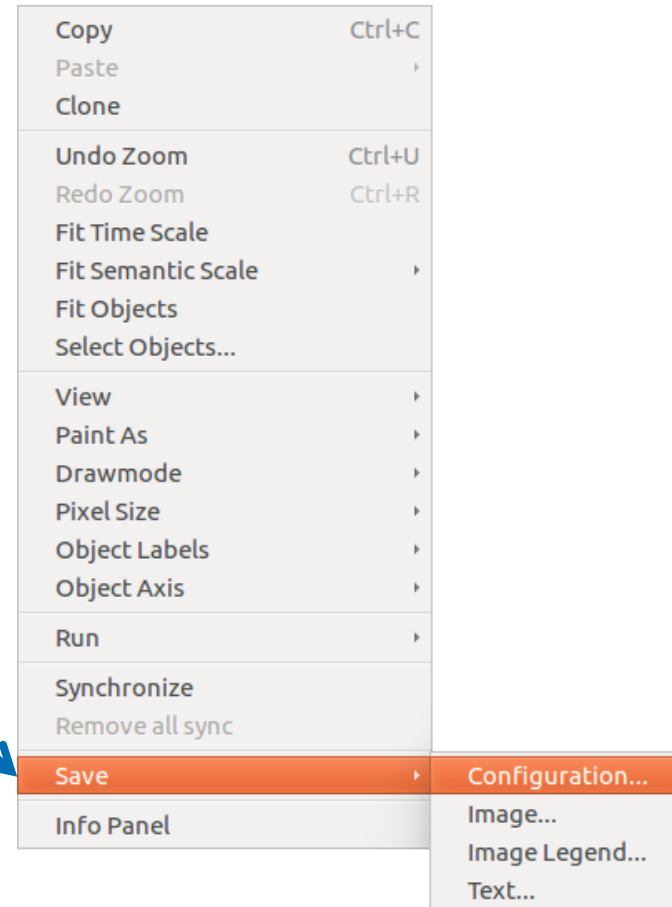 Copy Ctrl+C
Paste
Clone
Undo Zoom Ctrl+U
Redo Zoom Ctrl+R
Fit Time Scale
Fit Semantic Scale
Fit Objects
Select Objects...
View
Paint As
Drawmode
Pixel Size
Object Labels
Object Axis
Run
Synchronize
Remove all sync
Save
Configuration...
Image...
Info Panel
Image Legend...
Text...